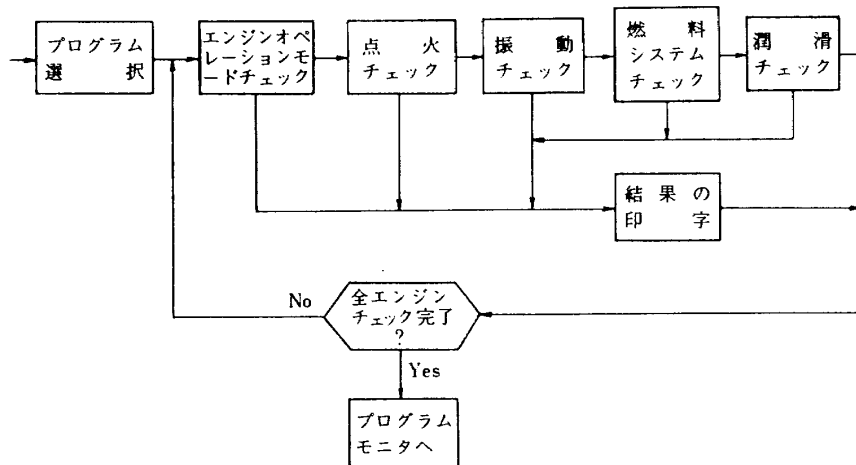 プログラム
選択
エンジンオペ
レーションモ
ードチェック
点火
チェック
振動
チェック
燃料
システム
チェック
潤滑
チェック
結果の
印字
No
全エンジン
チェック完了
?
Yes
プログラム
モニタへ